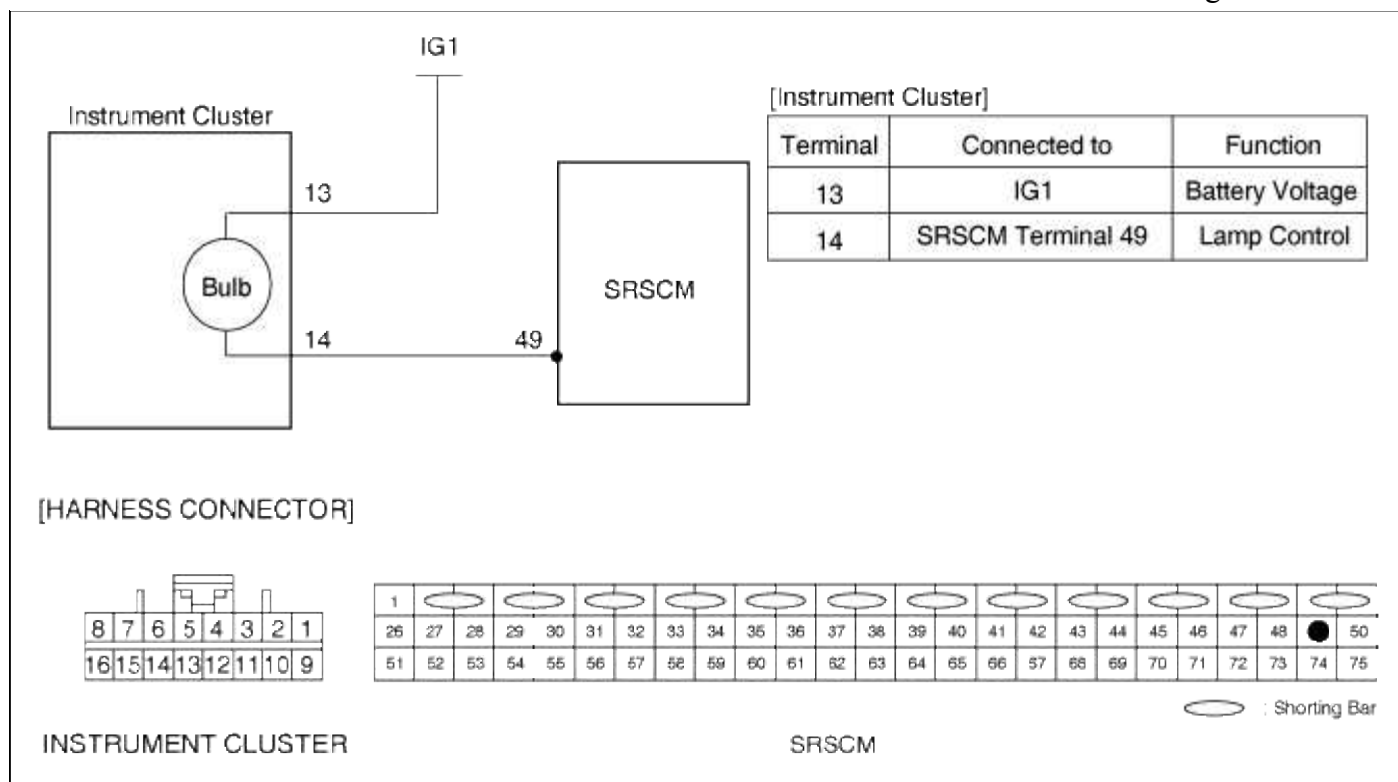 IG1
Instrument Cluster
13
Bulb
14
49
SRSCM
[Instrument Cluster]
Terminal Connected to Function
13 IG1 Battery Voltage
14 SRSCM Terminal 49 Lamp Control
[HARNESS CONNECTOR]
8 7 6 5 4 3 2 1
16 15 14 13 12 11 10 9
INSTRUMENT CLUSTER
1
26 27 28 29 30 31 32 33 34 35 36 37 38 39 40 41 42 43 44 45 46 47 48 50
51 52 53 54 55 56 57 58 59 60 61 62 63 64 65 66 67 68 69 70 71 72 73 74 75
: Shorting Bar
SRSCM